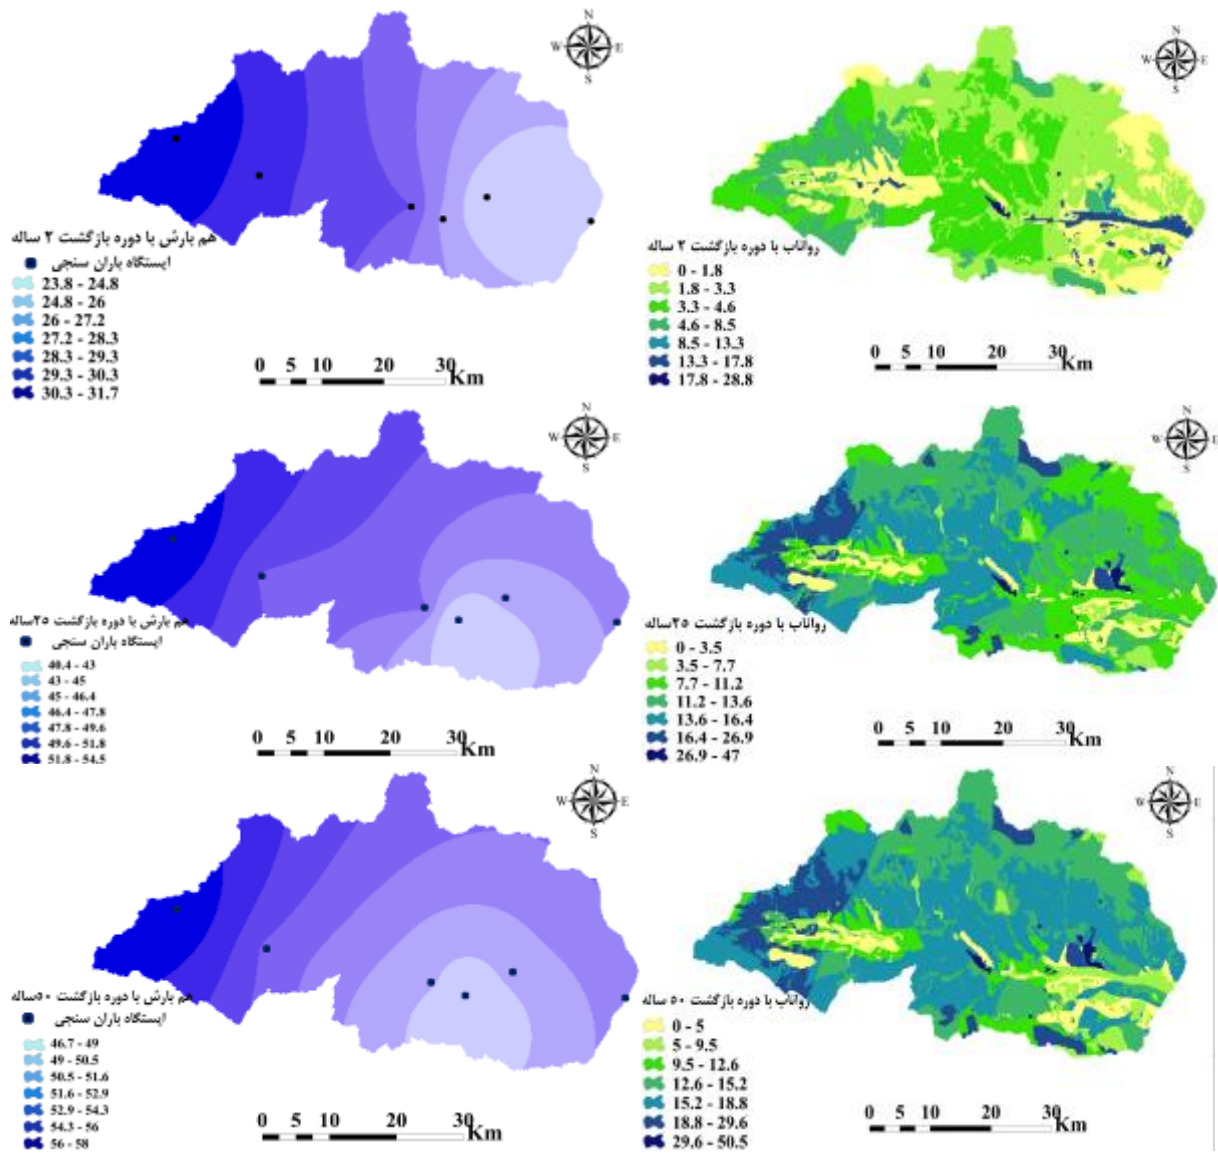 N
W E
S
هم بارش با دوره بازگشت ۲ ساله
ایستگاه باران سنجی
23.8 - 24.8
24.8 - 26
26 - 27.2
27.2 - 28.3
28.3 - 29.3
29.3 - 30.3
30.3 - 31.7
0 5 10 20 30
Km
N
W E
S
رواناب با دوره بازگشت ۲ ساله
0 - 1.8
1.8 - 3.3
3.3 - 4.6
4.6 - 8.5
8.5 - 13.3
13.3 - 17.8
17.8 - 28.8
0 5 10 20 30
Km
N
W E
S
هم بارش با دوره بازگشت ۲۵ساله
ایستگاه باران سنجی
40.4 - 43
43 - 45
45 - 46.4
46.4 - 47.8
47.8 - 49.6
49.6 - 51.8
51.8 - 54.5
0 5 10 20 30
Km
N
W E
S
رواناب با دوره بازگشت ۲۵ساله
0 - 3.5
3.5 - 7.7
7.7 - 11.2
11.2 - 13.6
13.6 - 16.4
16.4 - 26.9
26.9 - 47
0 5 10 20 30
Km
N
W E
S
هم بارش با دوره بازگشت ۵۰ساله
ایستگاه باران سنجی
46.7 - 49
49 - 50.5
50.5 - 51.6
51.6 - 52.9
52.9 - 54.3
54.3 - 56
56 - 58
0 5 10 20 30
Km
N
W E
S
رواناب با دوره بازگشت ۵۰ ساله
0 - 5
5 - 9.5
9.5 - 12.6
12.6 - 15.2
15.2 - 18.8
18.8 - 29.6
29.6 - 50.5
0 5 10 20 30
Km